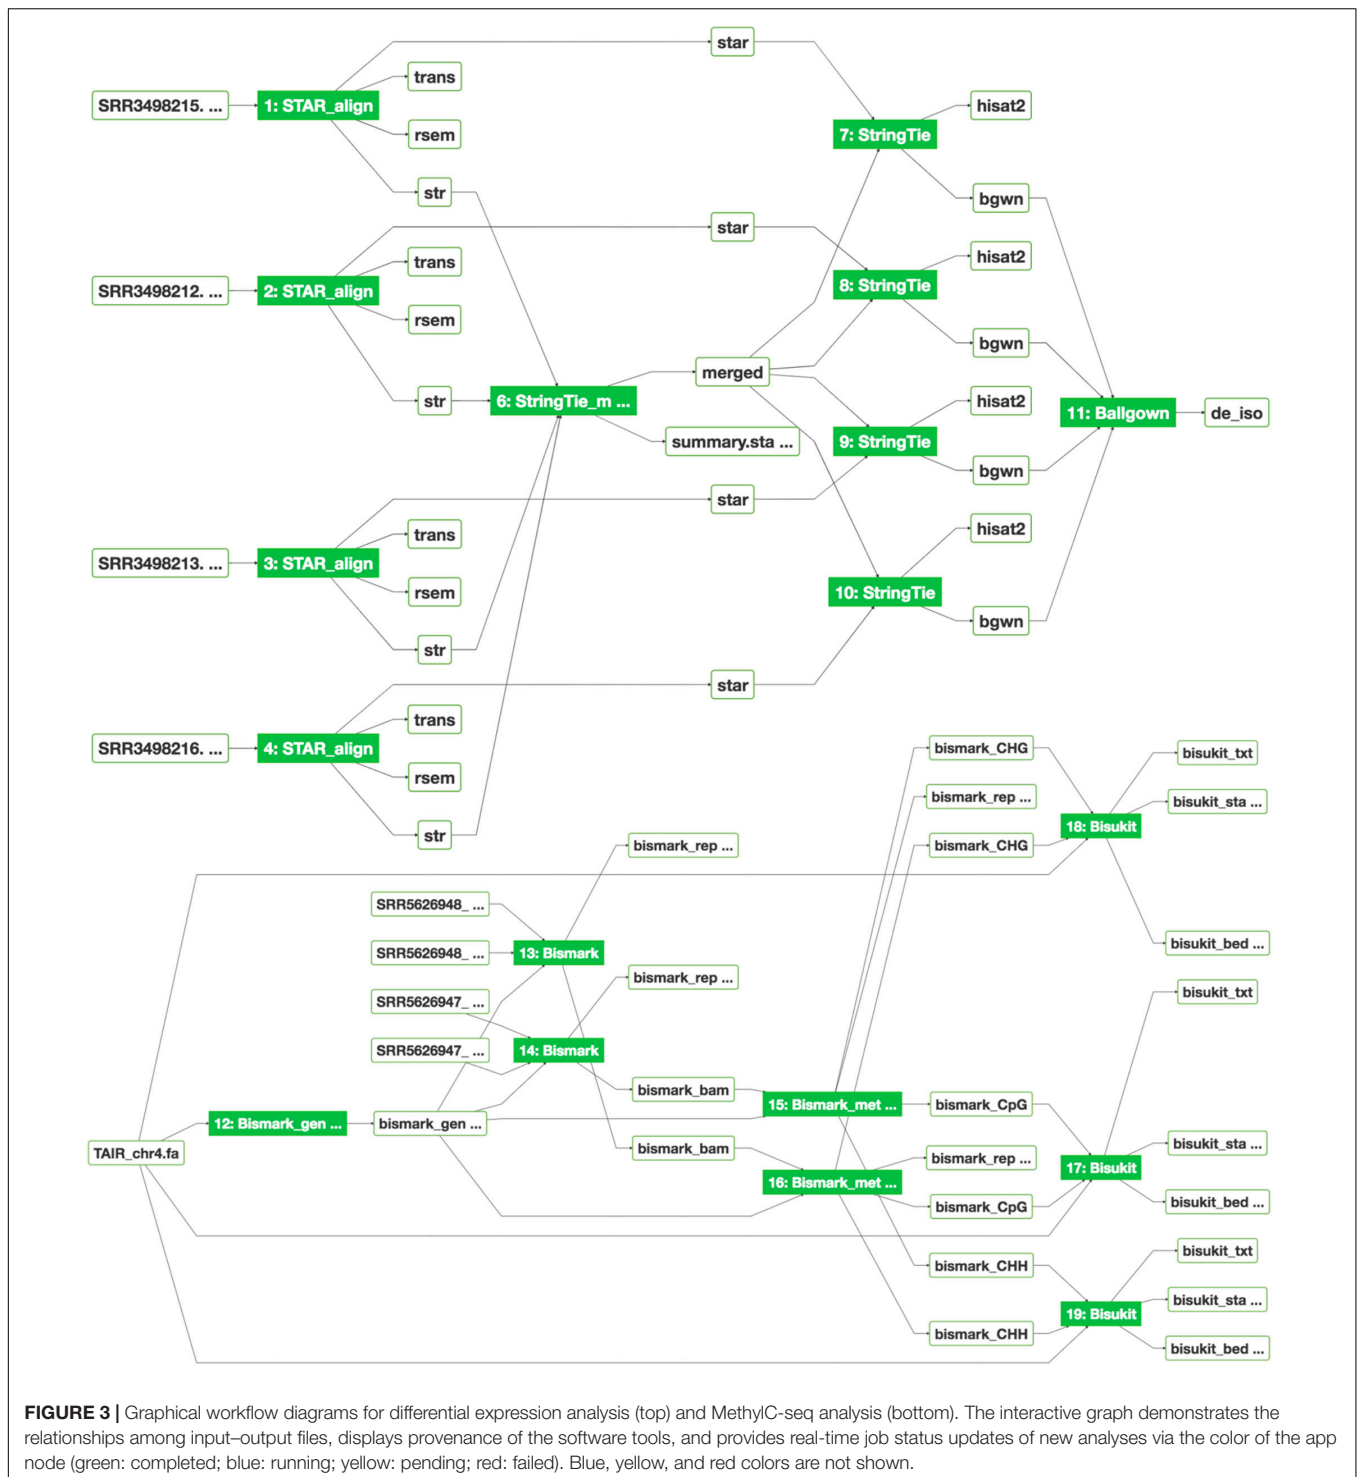 star
trans
SRR3498215. ...
1: STAR_align
hisat2
rsem
7: StringTie
str
bgwn
star
trans
hisat2
SRR3498212. ...
2: STAR_align
8: StringTie
rsem
bgwn
merged
str
6: StringTie_m ...
hisat2
11: Ballgown
de_iso
summary.sta ...
9: StringTie
bgwn
star
trans
hisat2
SRR3498213. ...
3: STAR_align
rsem
10: StringTie
bgwn
str
star
trans
SRR3498216. ...
4: STAR_align
bismark_CHG
bisukit_txt
rsem
bismark_rep ...
bisukit_sta ...
str
18: Bisukit
bismark_rep ...
bismark_CHG
SRR5626948_ ...
SRR5626948_ ...
13: Bismark
bisukit_bed ...
bismark_rep ...
SRR5626947_ ...
bisukit_txt
SRR5626947_ ...
14: Bismark
bismark_bam
15: Bismark_met ...
bismark_CpG
12: Bismark_gen ...
bismark_gen ...
TAIR_chr4.fa
bismark_bam
bisukit_sta ...
bismark_rep ...
17: Bisukit
16: Bismark_met ...
bismark_CpG
bisukit_bed ...
bisukit_txt
bismark_CHH
bisukit_sta ...
19: Bisukit
bismark_CHH
bisukit_bed ...
FIGURE 3 | Graphical workflow diagrams for differential expression analysis (top) and MethylC-seq analysis (bottom). The interactive graph demonstrates the
relationships among input–output files, displays provenance of the software tools, and provides real-time job status updates of new analyses via the color of the app
node (green: completed; blue: running; yellow: pending; red: failed). Blue, yellow, and red colors are not shown.